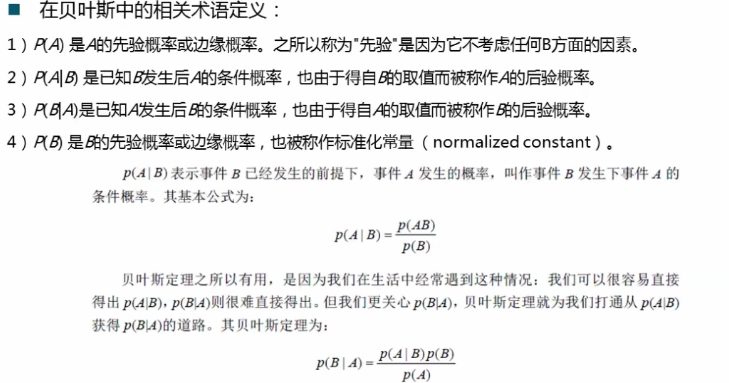 ■ 在贝叶斯中的相关术语定义：
1）P(A) 是A的先验概率或边缘概率。之所以称为"先验"是因为它不考虑任何B方面的因素。
2）P(A|B) 是已知B发生后A的条件概率，也由于得自B的取值而被称作A的后验概率。
3）P(B|A)是已知A发生后B的条件概率，也由于得自A的取值而被称作B的后验概率。
4）P(B) 是B的先验概率或边缘概率，也被称作标准化常量（normalized constant）。
p(A|B) 表示事件 B 已经发生的前提下，事件 A 发生的概率，叫作事件 B 发生下事件 A 的
条件概率。其基本公式为：
p(A|B) = p(AB) / p(B)
贝叶斯定理之所以有用，是因为我们在生活中经常遇到这种情况：我们可以很容易直接
得出 p(A|B)，p(B|A)则很难直接得出。但我们更关心 p(B|A)，贝叶斯定理就为我们打通从 p(A|B)
获得 p(B|A)的道路。其贝叶斯定理为：
p(B|A) = p(A|B)p(B) / p(A)